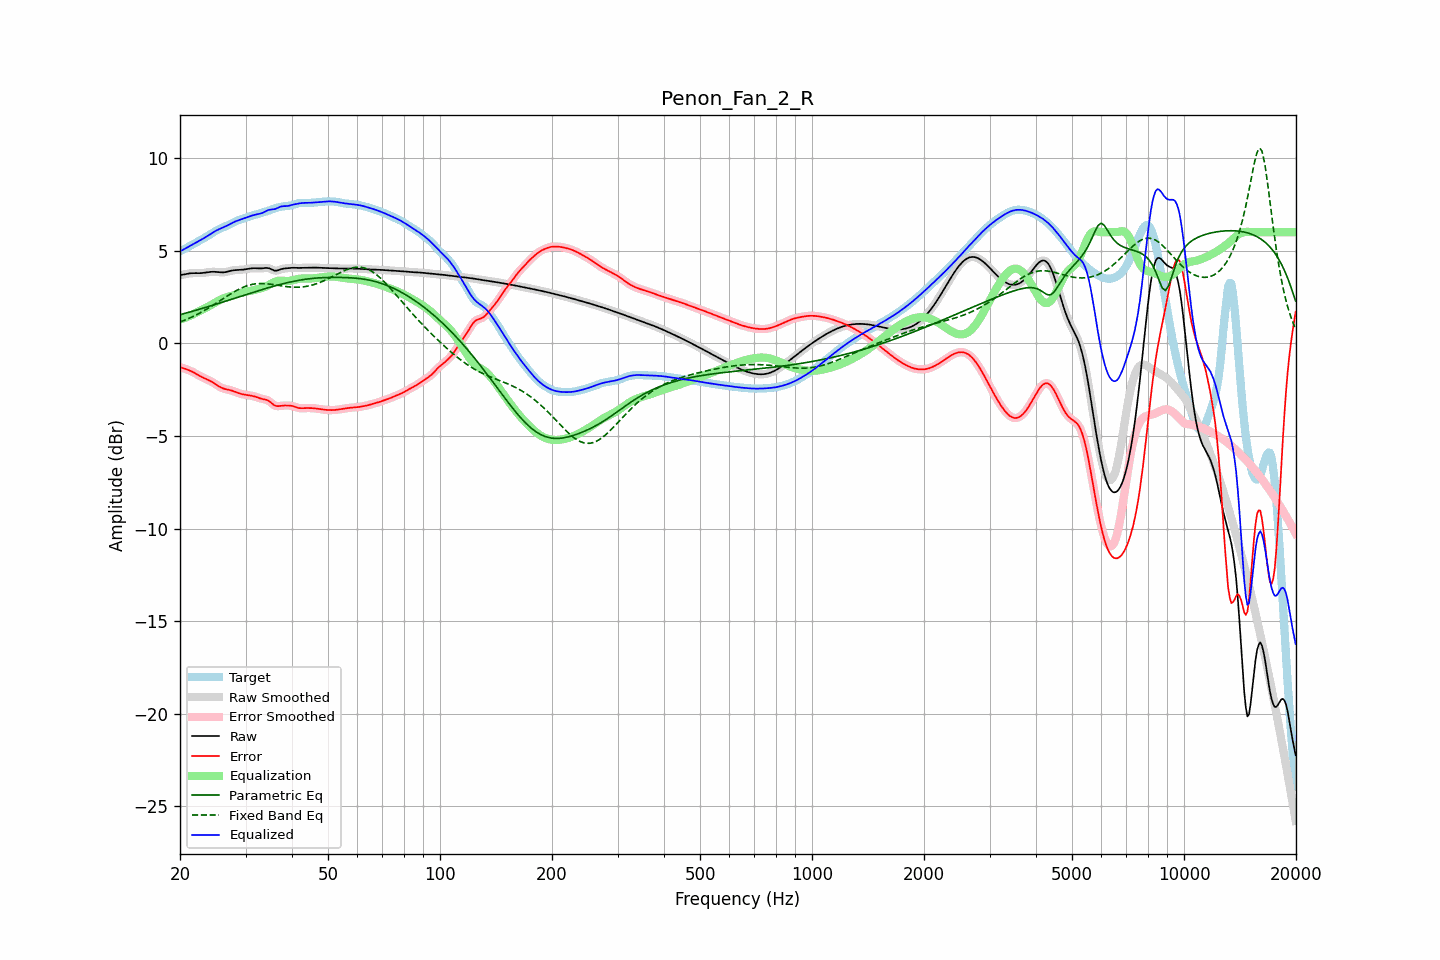 Penon_Fan_2_R
Amplitude (dBr)
10
5
0
−5
−10
−15
−20
−25
Target
Raw Smoothed
Error Smoothed
Raw
Error
Equalization
Parametric Eq
Fixed Band Eq
Equalized
20 50 100 200 500 1000 2000 5000 10000 20000
Frequency (Hz)